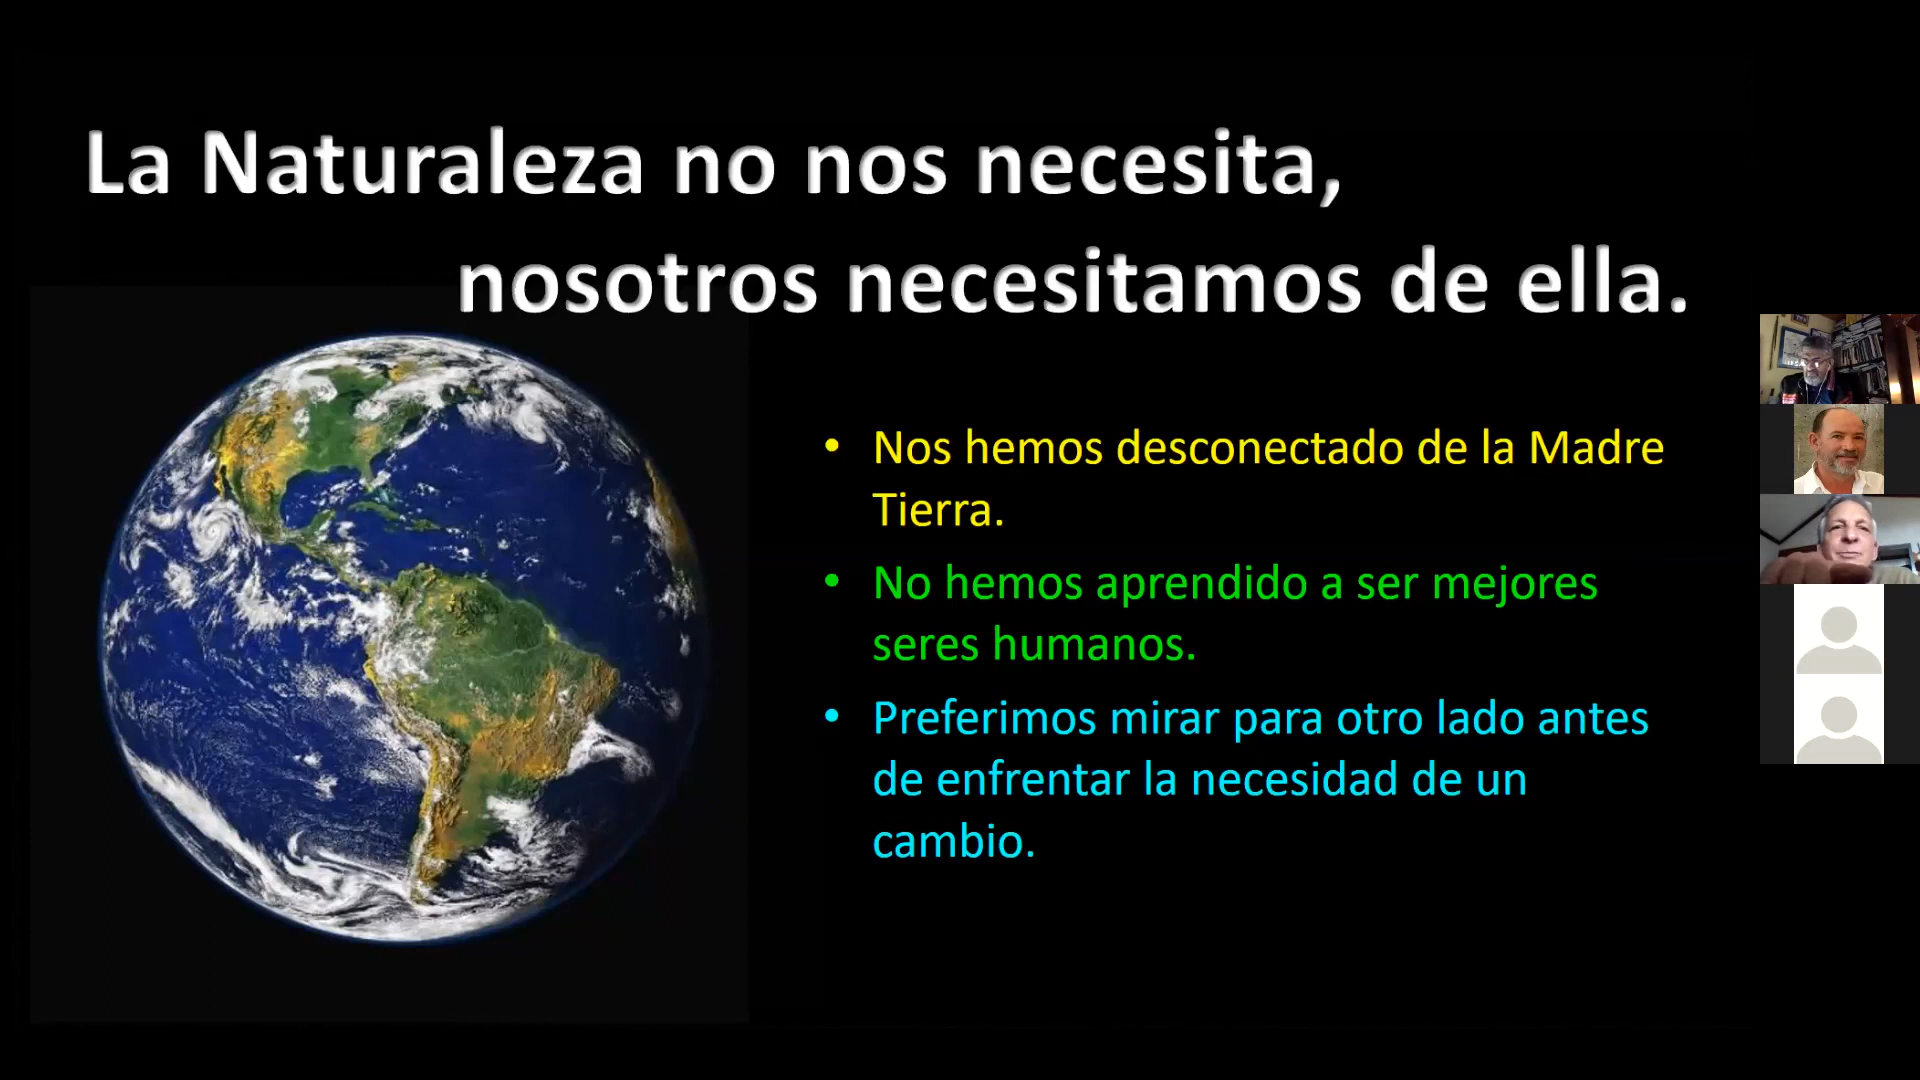 La Naturaleza no nos necesita,
nosotros necesitamos de ella.
• Nos hemos desconectado de la Madre
Tierra.
• No hemos aprendido a ser mejores
seres humanos.
• Preferimos mirar para otro lado antes
de enfrentar la necesidad de un
cambio.